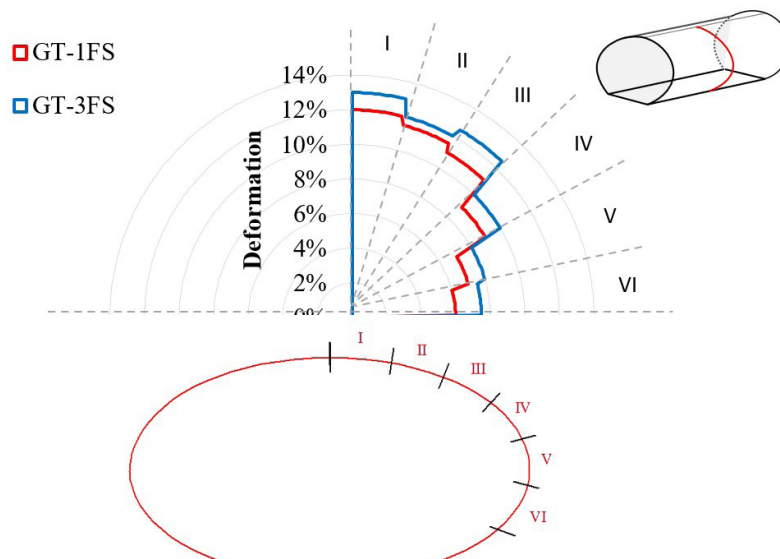 GT-1FS
GT-3FS
Deformation
14%
12%
10%
8%
6%
4%
2%
0%
I
II
III
IV
V
VI
I
II
III
IV
V
VI